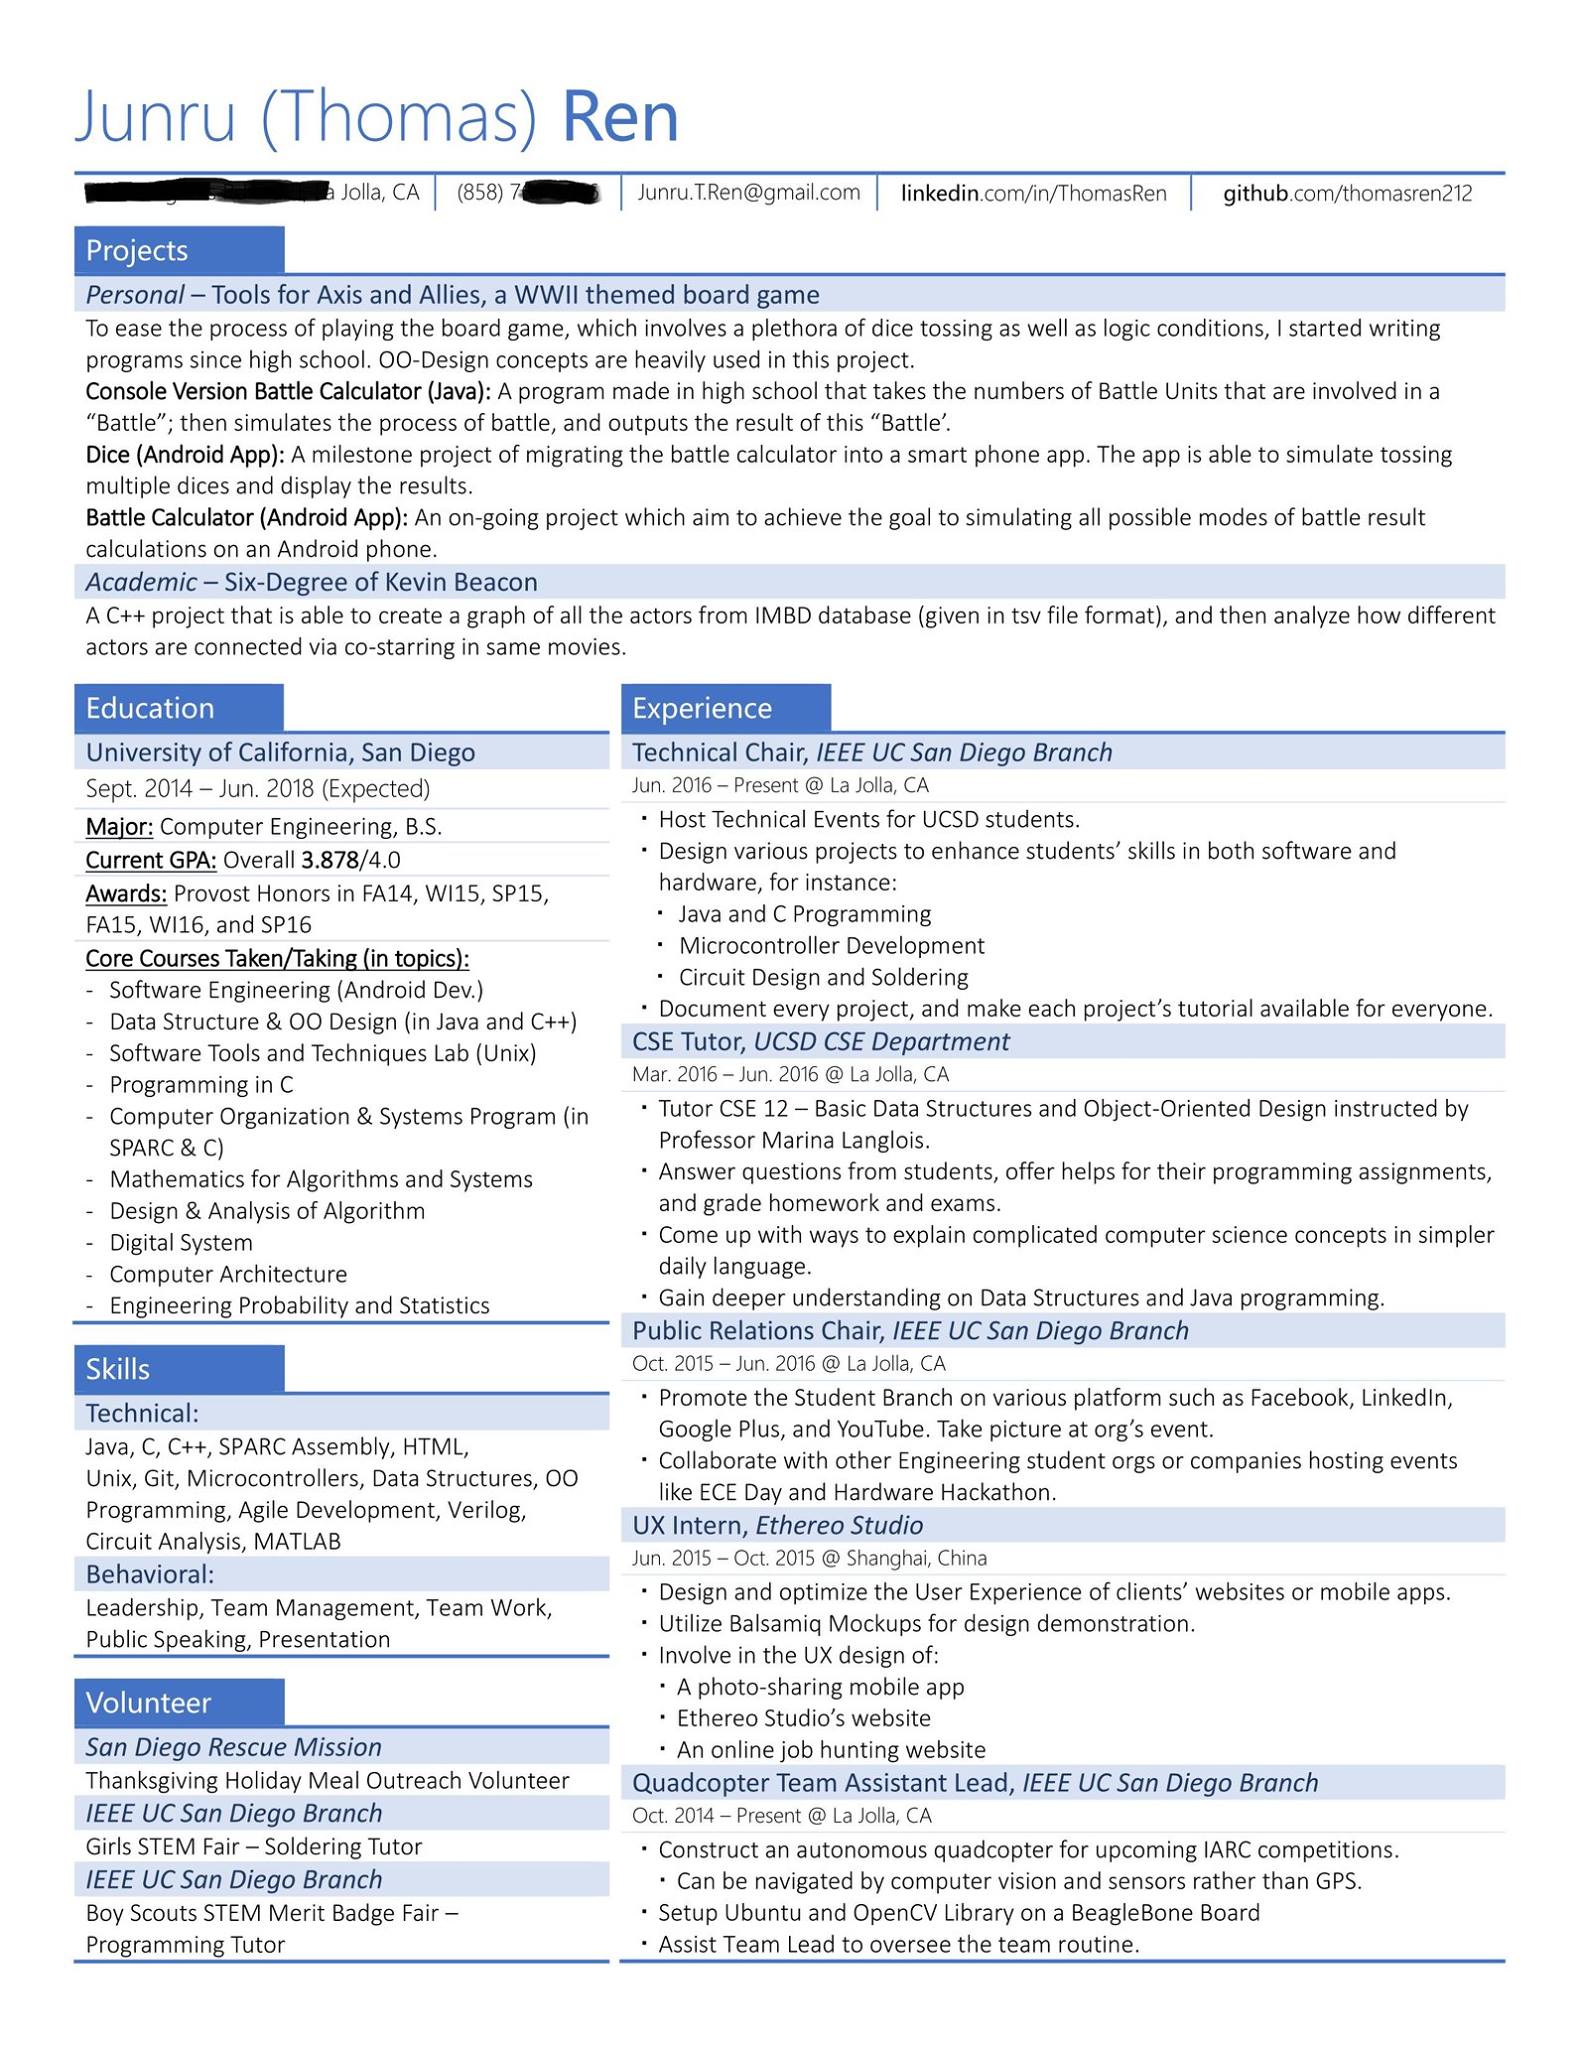 Junru (Thomas) Ren
Jolla, CA
(858) 7
Junru.T.Ren@gmail.com
linkedin.com/in/ThomasRen
github.com/thomasren212
Projects
Personal – Tools for Axis and Allies, a WWII themed board game
To ease the process of playing the board game, which involves a plethora of dice tossing as well as logic conditions, I started writing
programs since high school. OO-Design concepts are heavily used in this project.
Console Version Battle Calculator (Java): A program made in high school that takes the numbers of Battle Units that are involved in a
“Battle”; then simulates the process of battle, and outputs the result of this “Battle’.
Dice (Android App): A milestone project of migrating the battle calculator into a smart phone app. The app is able to simulate tossing
multiple dices and display the results.
Battle Calculator (Android App): An on-going project which aim to achieve the goal to simulating all possible modes of battle result
calculations on an Android phone.
Academic – Six-Degree of Kevin Beacon
A C++ project that is able to create a graph of all the actors from IMBD database (given in tsv file format), and then analyze how different
actors are connected via co-starring in same movies.
Education
University of California, San Diego
Sept. 2014 – Jun. 2018 (Expected)
Major: Computer Engineering, B.S.
Current GPA: Overall 3.878/4.0
Awards: Provost Honors in FA14, WI15, SP15,
FA15, WI16, and SP16
Core Courses Taken/Taking (in topics):
- Software Engineering (Android Dev.)
- Data Structure & OO Design (in Java and C++)
- Software Tools and Techniques Lab (Unix)
- Programming in C
- Computer Organization & Systems Program (in
SPARC & C)
- Mathematics for Algorithms and Systems
- Design & Analysis of Algorithm
- Digital System
- Computer Architecture
- Engineering Probability and Statistics
Skills
Technical:
Java, C, C++, SPARC Assembly, HTML,
Unix, Git, Microcontrollers, Data Structures, OO
Programming, Agile Development, Verilog,
Circuit Analysis, MATLAB
Behavioral:
Leadership, Team Management, Team Work,
Public Speaking, Presentation
Volunteer
San Diego Rescue Mission
Thanksgiving Holiday Meal Outreach Volunteer
IEEE UC San Diego Branch
Girls STEM Fair – Soldering Tutor
IEEE UC San Diego Branch
Boy Scouts STEM Merit Badge Fair –
Programming Tutor
Experience
Technical Chair, IEEE UC San Diego Branch
Jun. 2016 – Present @ La Jolla, CA
▪ Host Technical Events for UCSD students.
▪ Design various projects to enhance students’ skills in both software and
hardware, for instance:
▪ Java and C Programming
▪ Microcontroller Development
▪ Circuit Design and Soldering
▪ Document every project, and make each project’s tutorial available for everyone.
CSE Tutor, UCSD CSE Department
Mar. 2016 – Jun. 2016 @ La Jolla, CA
▪ Tutor CSE 12 – Basic Data Structures and Object-Oriented Design instructed by
Professor Marina Langlois.
▪ Answer questions from students, offer helps for their programming assignments,
and grade homework and exams.
▪ Come up with ways to explain complicated computer science concepts in simpler
daily language.
▪ Gain deeper understanding on Data Structures and Java programming.
Public Relations Chair, IEEE UC San Diego Branch
Oct. 2015 – Jun. 2016 @ La Jolla, CA
▪ Promote the Student Branch on various platform such as Facebook, LinkedIn,
Google Plus, and YouTube. Take picture at org’s event.
▪ Collaborate with other Engineering student orgs or companies hosting events
like ECE Day and Hardware Hackathon.
UX Intern, Ethereo Studio
Jun. 2015 – Oct. 2015 @ Shanghai, China
▪ Design and optimize the User Experience of clients’ websites or mobile apps.
▪ Utilize Balsamiq Mockups for design demonstration.
▪ Involve in the UX design of:
▪ A photo-sharing mobile app
▪ Ethereo Studio’s website
▪ An online job hunting website
Quadcopter Team Assistant Lead, IEEE UC San Diego Branch
Oct. 2014 – Present @ La Jolla, CA
▪ Construct an autonomous quadcopter for upcoming IARC competitions.
▪ Can be navigated by computer vision and sensors rather than GPS.
▪ Setup Ubuntu and OpenCV Library on a BeagleBone Board
▪ Assist Team Lead to oversee the team routine.